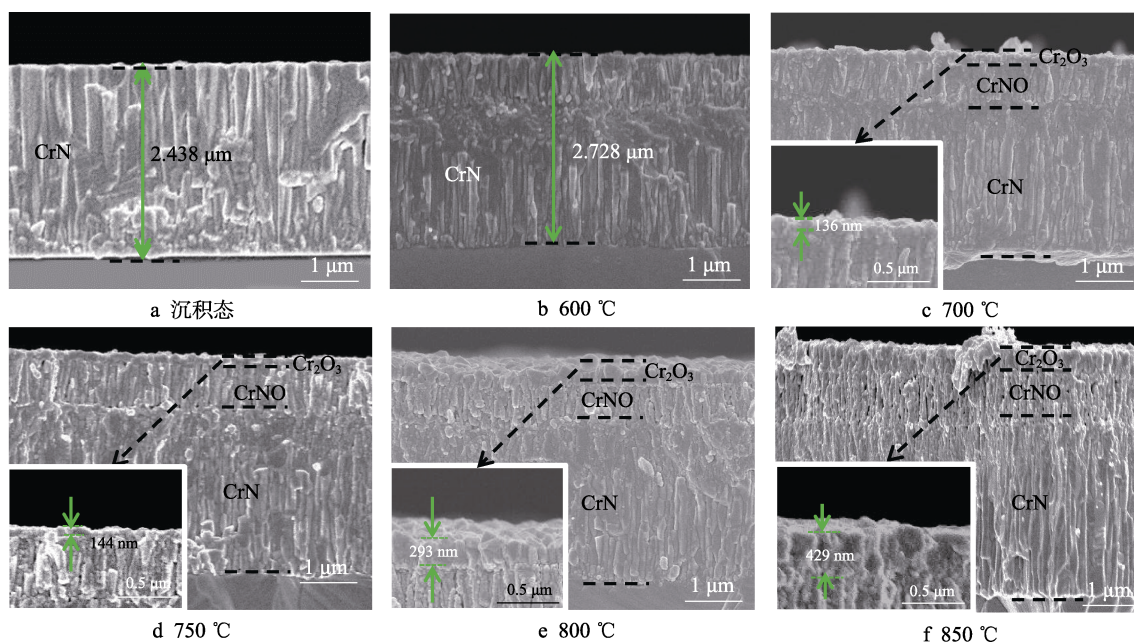 CrN
2.438 μm
1 μm
a 沉积态
CrN
2.728 μm
1 μm
b 600 ℃
Cr₂O₃
CrNO
CrN
136 nm
0.5 μm
1 μm
c 700 ℃
Cr₂O₃
CrNO
CrN
144 nm
0.5 μm
1 μm
d 750 ℃
Cr₂O₃
CrNO
CrN
293 nm
0.5 μm
1 μm
e 800 ℃
Cr₂O₃
CrNO
CrN
429 nm
0.5 μm
1 μm
f 850 ℃